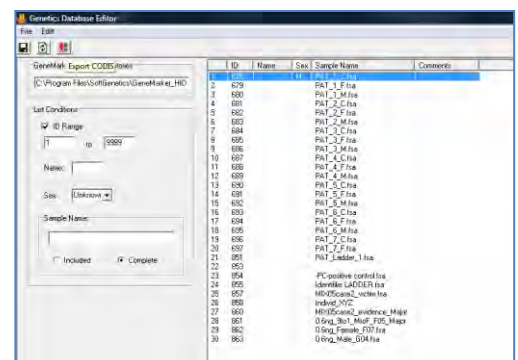 Genetics Database Editor
File Edit
Export CODIS
C:\Program Files\SoftGenetics\GeneMarker_HID
List Conditions
ID Range
1 to 9999
Name:
Sex: Unknown
Sample Name:
Included Complete
ID Name Sex Sample Name Comments
1 M PAT_1_C.fsa
2 679 PAT_1_F.fsa
3 680 PAT_1_M.fsa
4 681 PAT_2_C.fsa
5 682 PAT_2_F.fsa
6 683 PAT_2_M.fsa
7 684 PAT_3_C.fsa
8 685 PAT_3_F.fsa
9 686 PAT_3_M.fsa
10 687 PAT_4_C.fsa
11 688 PAT_4_F.fsa
12 689 PAT_4_M.fsa
13 690 PAT_5_C.fsa
14 691 PAT_5_F.fsa
15 692 PAT_5_M.fsa
16 693 PAT_6_C.fsa
17 694 PAT_6_F.fsa
18 695 PAT_6_M.fsa
19 696 PAT_7_C.fsa
20 697 PAT_7_F.fsa
21 851 PAT_Ladder_1.fsa
22 853
23 854 -PC-positive control.fsa
24 855 Identifiler LADDER.fsa
25 857 MIX05case2_victim.fsa
26 858 Individ_XYZ
27 860 MIX05case2_evidence_Major
28 861 0.6ng_9to1_MixF_F05_Major
29 862 0.6ng_Female_F07.fsa
30 863 0.6ng_Male_G04.fsa